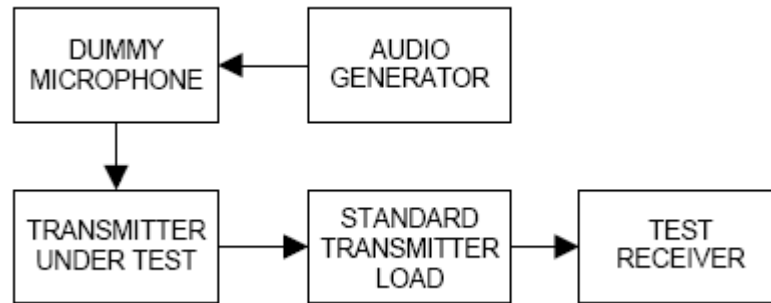 DUMMY
MICROPHONE
AUDIO
GENERATOR
TRANSMITTER
UNDER TEST
STANDARD
TRANSMITTER
LOAD
TEST
RECEIVER